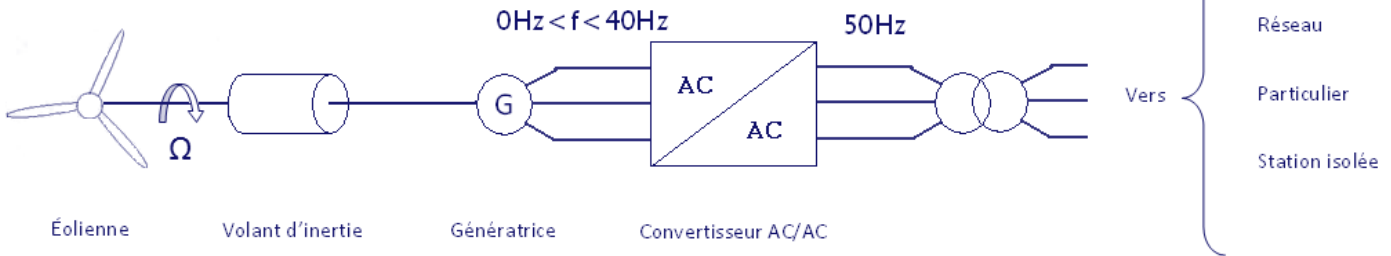 0Hz<f<40Hz
50Hz
Réseau
AC
AC
G
Vers
Particulier
Ω
Station isolée
Éolienne
Volant d'inertie
Génératrice
Convertisseur AC/AC